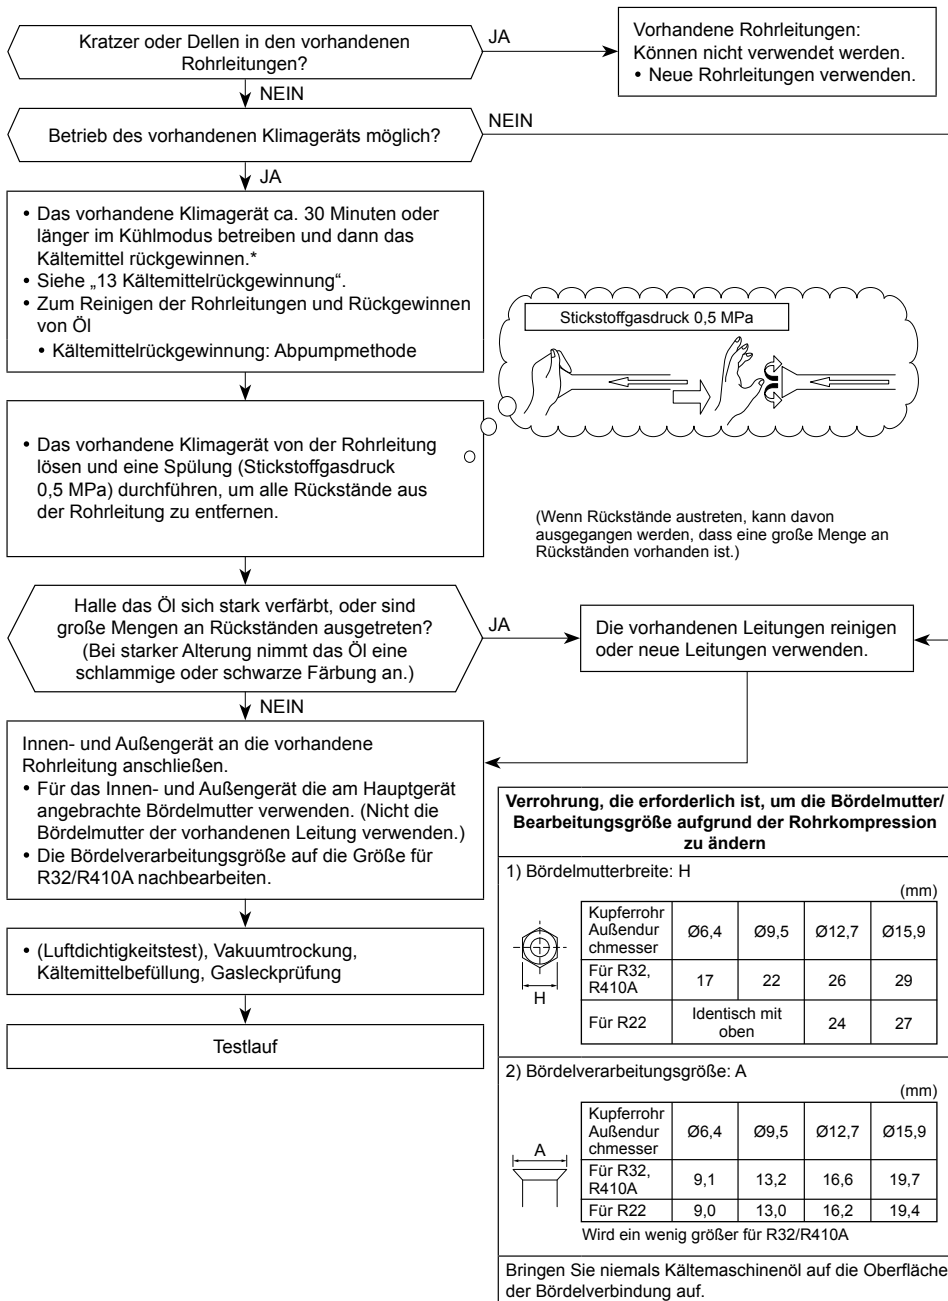 Kratzer oder Dellen in den vorhandenen
Rohrleitungen?
JA
Vorhandene Rohrleitungen:
Können nicht verwendet werden.
• Neue Rohrleitungen verwenden.
NEIN
Betrieb des vorhandenen Klimageräts möglich?
NEIN
JA
• Das vorhandene Klimagerät ca. 30 Minuten oder
länger im Kühlmodus betreiben und dann das
Kältemittel rückgewinnen.*
• Siehe „13 Kältemittelrückgewinnung“.
• Zum Reinigen der Rohrleitungen und Rückgewinnen
von Öl
• Kältemittelrückgewinnung: Abpumpmethode
Stickstoffgasdruck 0,5 MPa
• Das vorhandene Klimagerät von der Rohrleitung
lösen und eine Spülung (Stickstoffgasdruck
0,5 MPa) durchführen, um alle Rückstände aus
der Rohrleitung zu entfernen.
(Wenn Rückstände austreten, kann davon
ausgegangen werden, dass eine große Menge an
Rückständen vorhanden ist.)
Halle das Öl sich stark verfärbt, oder sind
große Mengen an Rückständen ausgetreten?
(Bei starker Alterung nimmt das Öl eine
schlammige oder schwarze Färbung an.)
JA
Die vorhandenen Leitungen reinigen
oder neue Leitungen verwenden.
NEIN
Innen- und Außengerät an die vorhandene
Rohrleitung anschließen.
• Für das Innen- und Außengerät die am Hauptgerät
angebrachte Bördelmutter verwenden. (Nicht die
Bördelmutter der vorhandenen Leitung verwenden.)
• Die Bördelverarbeitungsgröße auf die Größe für
R32/R410A nachbearbeiten.
• (Luftdichtigkeitstest), Vakuumtrockung,
Kältemittelbefüllung, Gasleckprüfung
Testlauf
Verrohrung, die erforderlich ist, um die Bördelmutter/
Bearbeitungsgröße aufgrund der Rohrkompression
zu ändern
1) Bördelmutterbreite: H
(mm)
H
Kupferrohr
Außendur
chmesser
Ø6,4 Ø9,5 Ø12,7 Ø15,9
Für R32,
R410A
17 22 26 29
Für R22
Identisch mit
oben
24 27
2) Bördelverarbeitungsgröße: A
(mm)
A
Kupferrohr
Außendur
chmesser
Ø6,4 Ø9,5 Ø12,7 Ø15,9
Für R32,
R410A
9,1 13,2 16,6 19,7
Für R22 9,0 13,0 16,2 19,4
Wird ein wenig größer für R32/R410A
Bringen Sie niemals Kältemaschinenöl auf die Oberfläche
der Bördelverbindung auf.